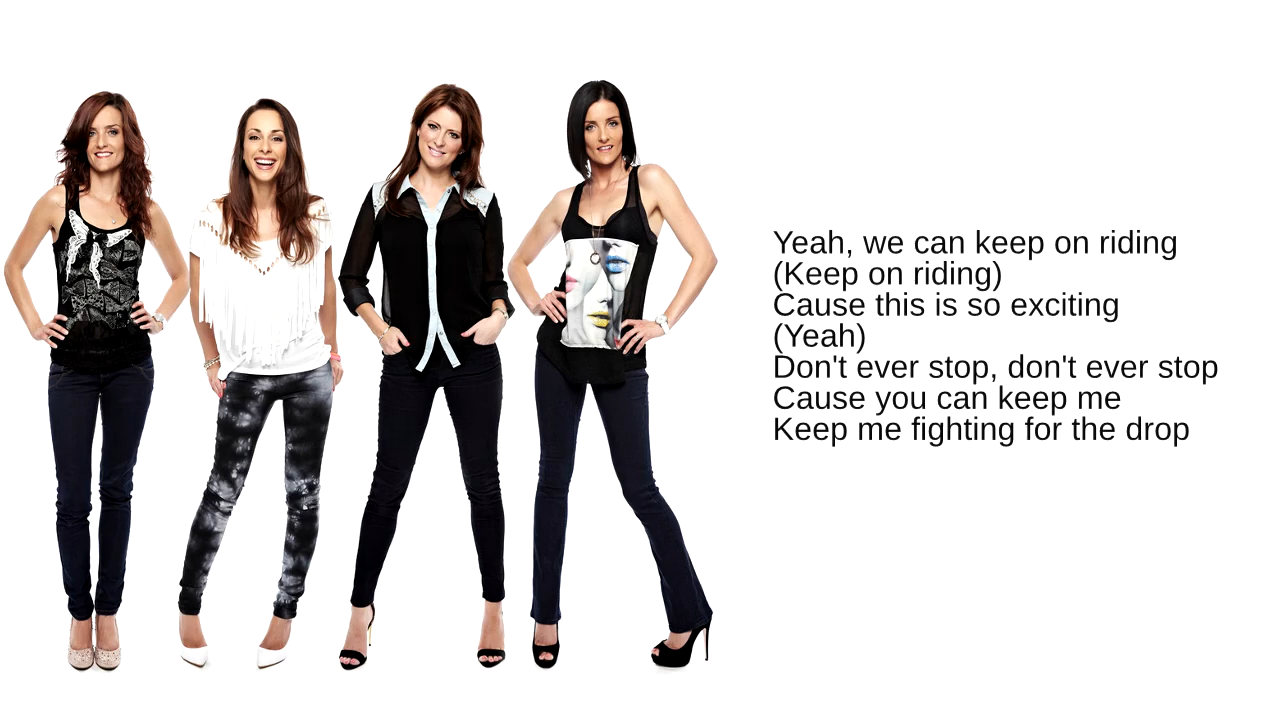 Yeah, we can keep on riding
(Keep on riding)
Cause this is so exciting
(Yeah)
Don't ever stop, don't ever stop
Cause you can keep me
Keep me fighting for the drop